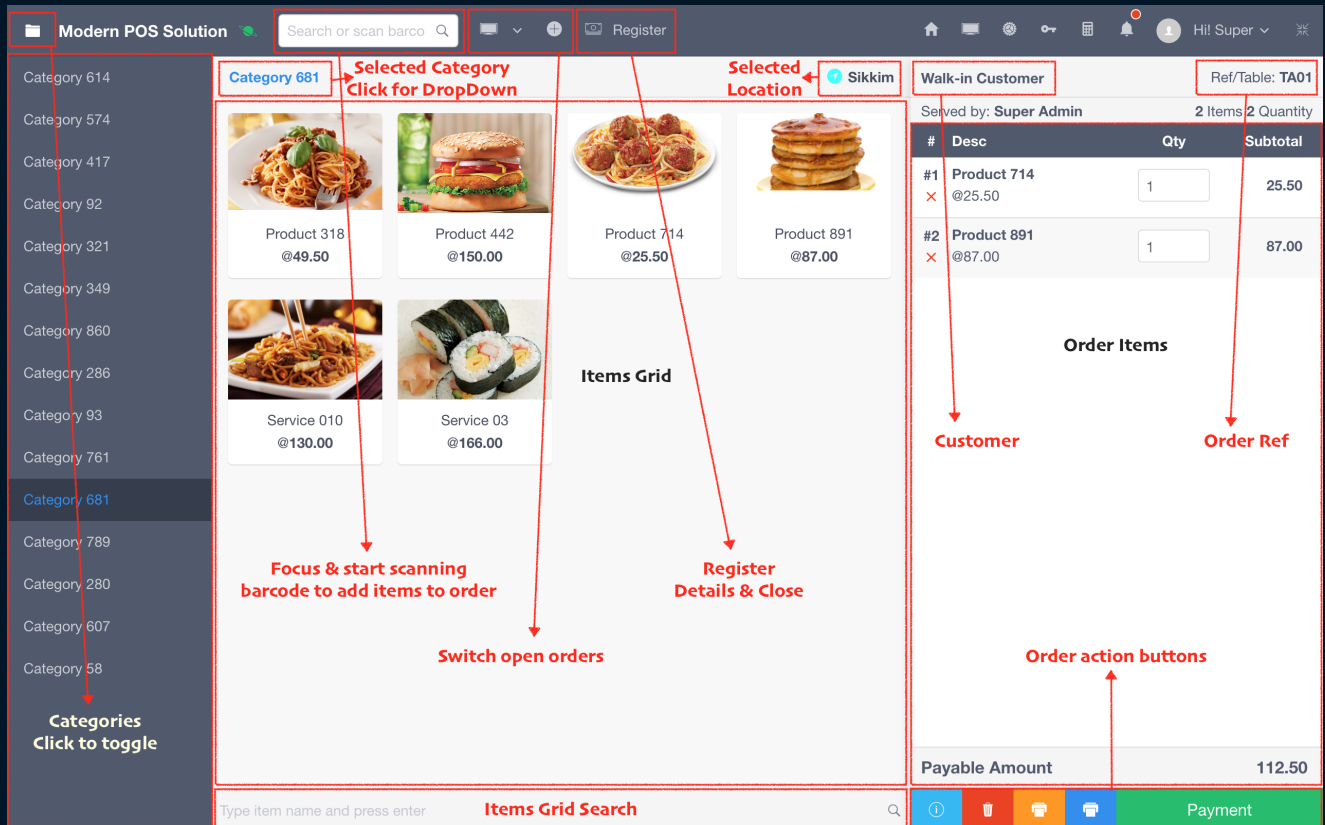 Modern POS Solution
Search or scan barco
Register
Hi! Super
Category 614
Category 574
Category 417
Category 92
Category 321
Category 349
Category 860
Category 286
Category 93
Category 761
Category 681
Category 789
Category 280
Category 607
Category 58
Categories
Click to toggle
Category 681
Selected Category
Click for DropDown
Selected
Location
Sikkim
Product 318
@49.50
Product 442
@150.00
Product 714
@25.50
Product 891
@87.00
Service 010
@130.00
Service 03
@166.00
Items Grid
Focus & start scanning
barcode to add items to order
Register
Details & Close
Switch open orders
Type item name and press enter
Items Grid Search
Walk-in Customer
Ref/Table: TA01
Served by: Super Admin
2 Items 2 Quantity
# Desc Qty Subtotal
#1 Product 714
@25.50
1
25.50
#2 Product 891
@87.00
1
87.00
Order Items
Customer
Order Ref
Order action buttons
Payable Amount 112.50
Payment